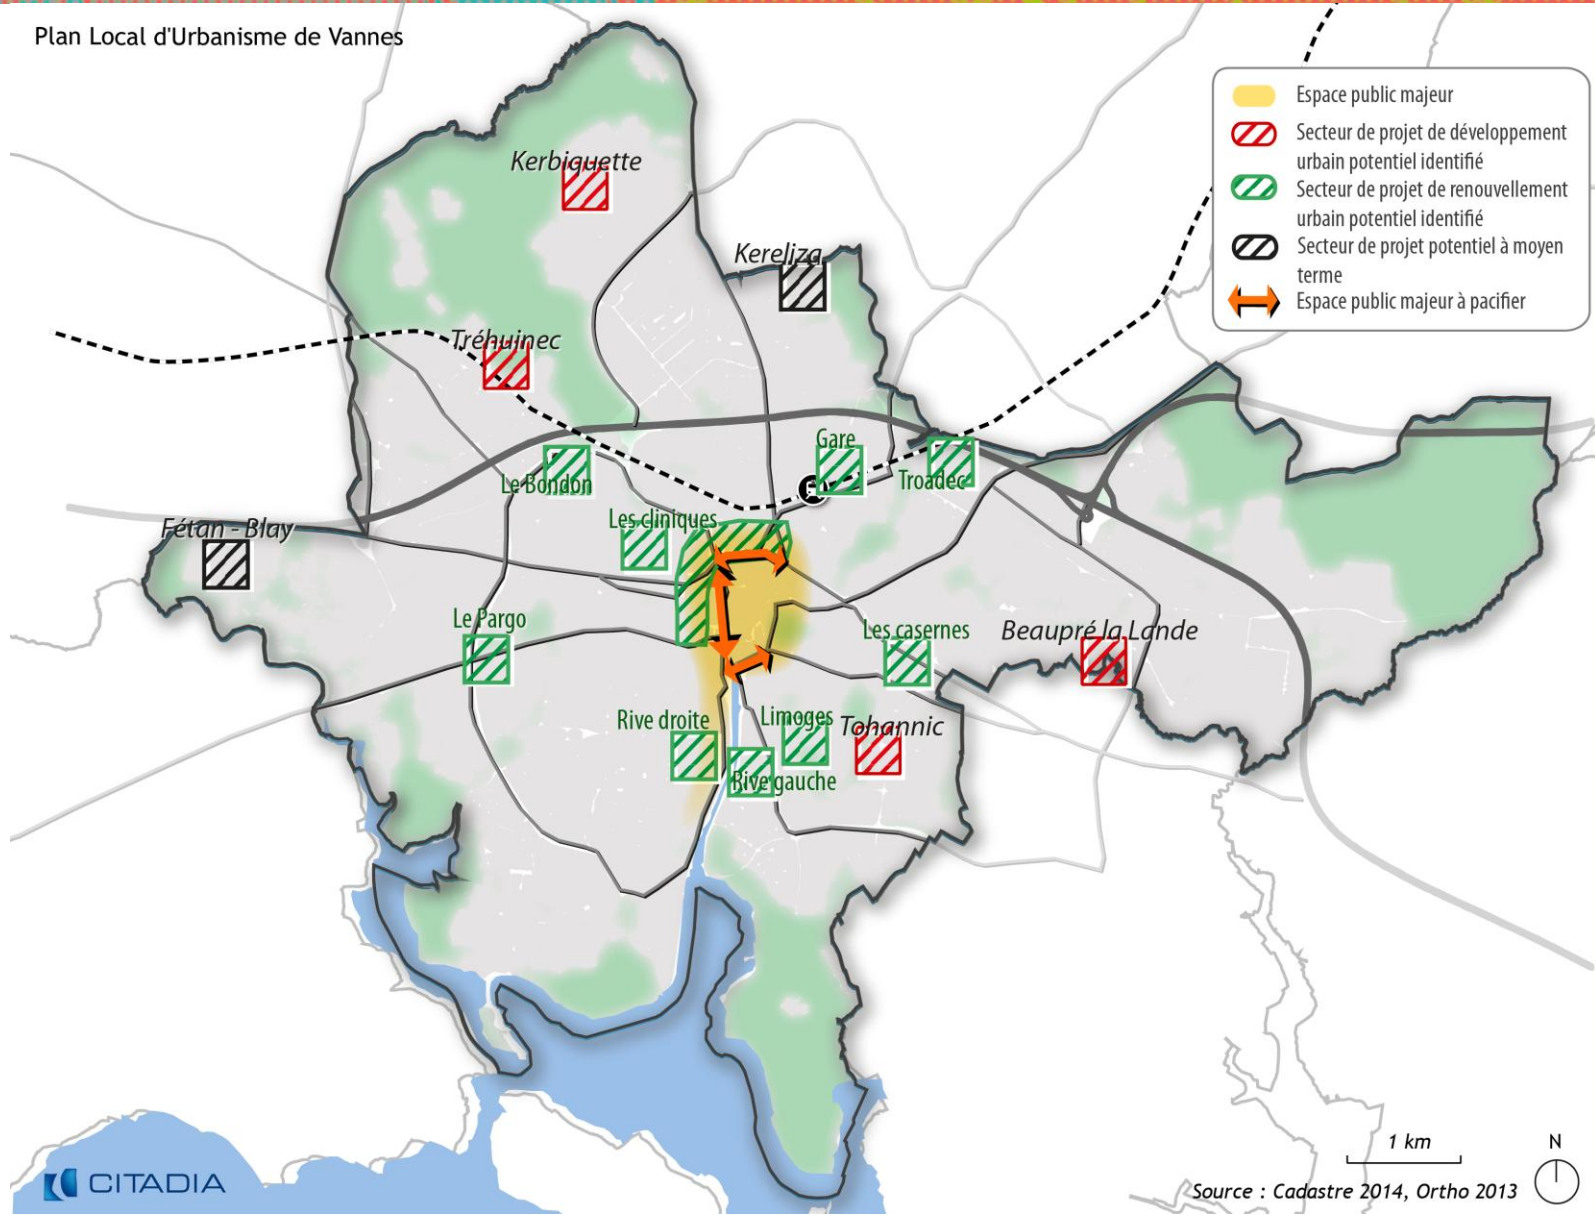 Plan Local d'Urbanisme de Vannes
Espace public majeur
Secteur de projet de développement
urbain potentiel identifié
Secteur de projet de renouvellement
urbain potentiel identifié
Secteur de projet potentiel à moyen
terme
Espace public majeur à pacifier
Kerbiquette
Kereliza
Tréhuinec
Gare
Le Bondon
Troadec
Les cliniques
Fétan - Blay
Le Pargo
Les casernes
Beaupré la Lande
Rive droite
Limoges
Tohannic
Rive gauche
1 km
N
CITADIA
Source : Cadastre 2014, Ortho 2013